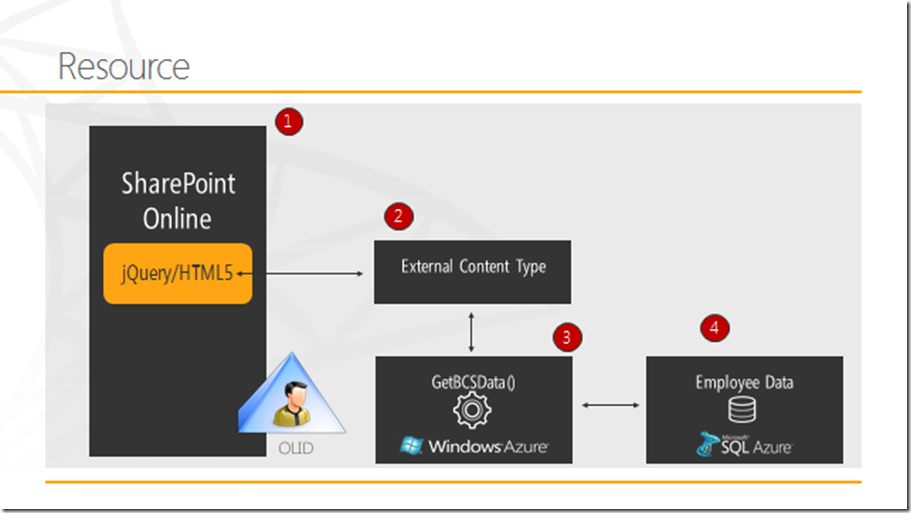 Resource
1
SharePoint
Online
jQuery/HTML5
2
External Content Type
3
GetBCSData()
Windows Azure
4
Employee Data
Microsoft
SQL Azure
OLID